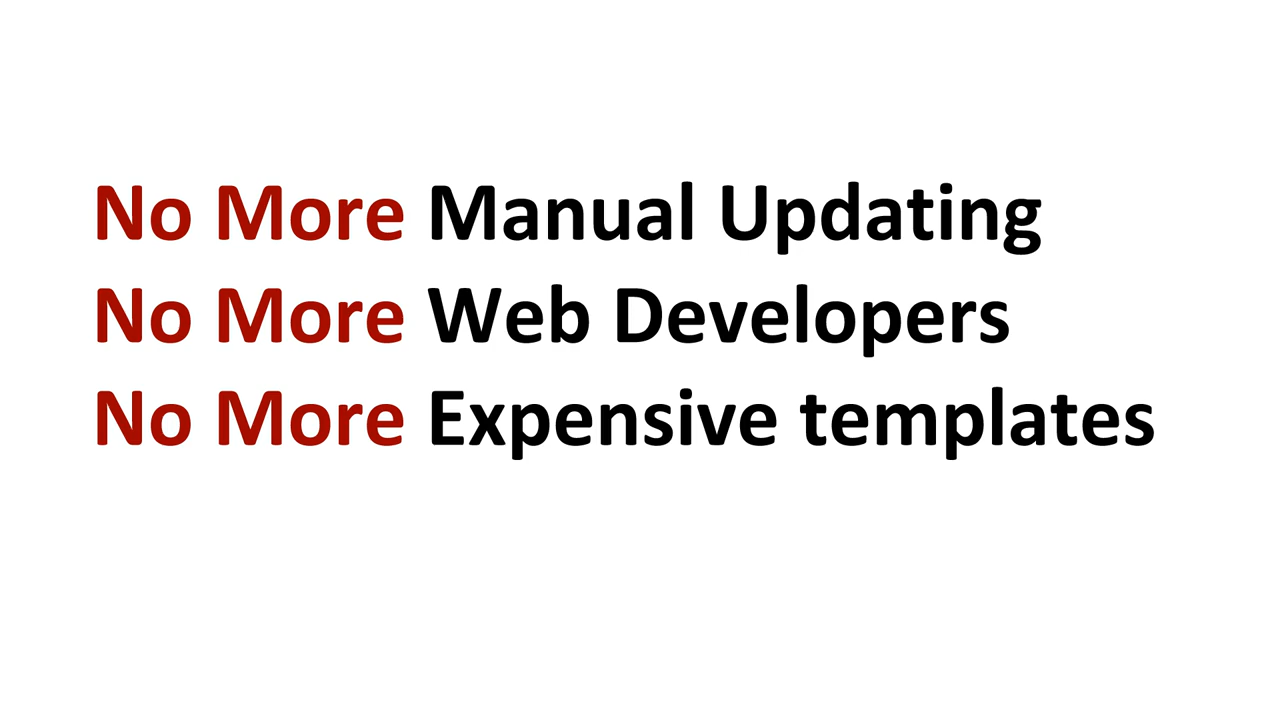 No More Manual Updating
No More Web Developers
No More Expensive templates